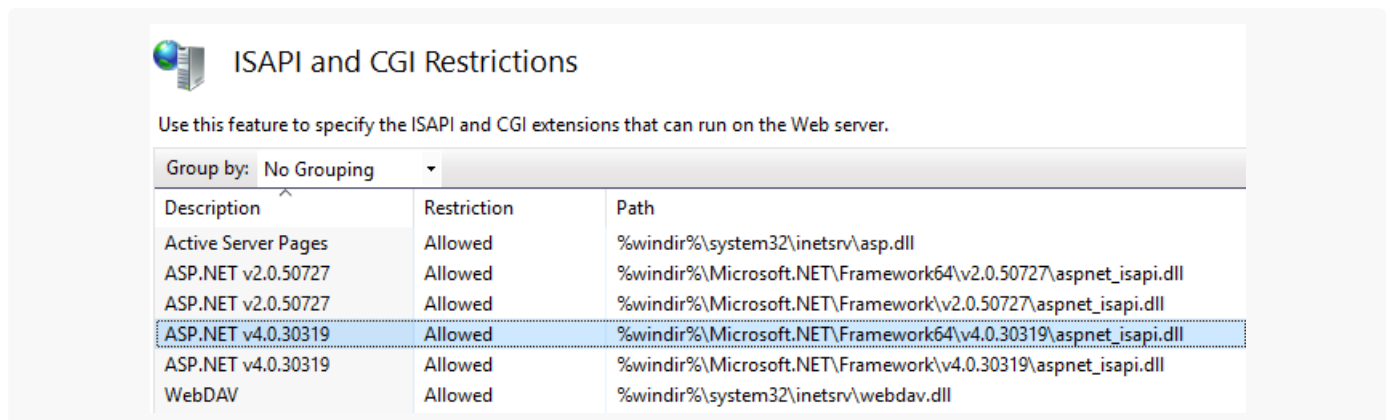 ISAPI and CGI Restrictions
Use this feature to specify the ISAPI and CGI extensions that can run on the Web server.
Group by: No Grouping
Description Restriction Path
Active Server Pages Allowed %windir%\system32\inetsrv\asp.dll
ASP.NET v2.0.50727 Allowed %windir%\Microsoft.NET\Framework64\v2.0.50727\aspnet_isapi.dll
ASP.NET v2.0.50727 Allowed %windir%\Microsoft.NET\Framework\v2.0.50727\aspnet_isapi.dll
ASP.NET v4.0.30319 Allowed %windir%\Microsoft.NET\Framework64\v4.0.30319\aspnet_isapi.dll
ASP.NET v4.0.30319 Allowed %windir%\Microsoft.NET\Framework\v4.0.30319\aspnet_isapi.dll
WebDAV Allowed %windir%\system32\inetsrv\webdav.dll